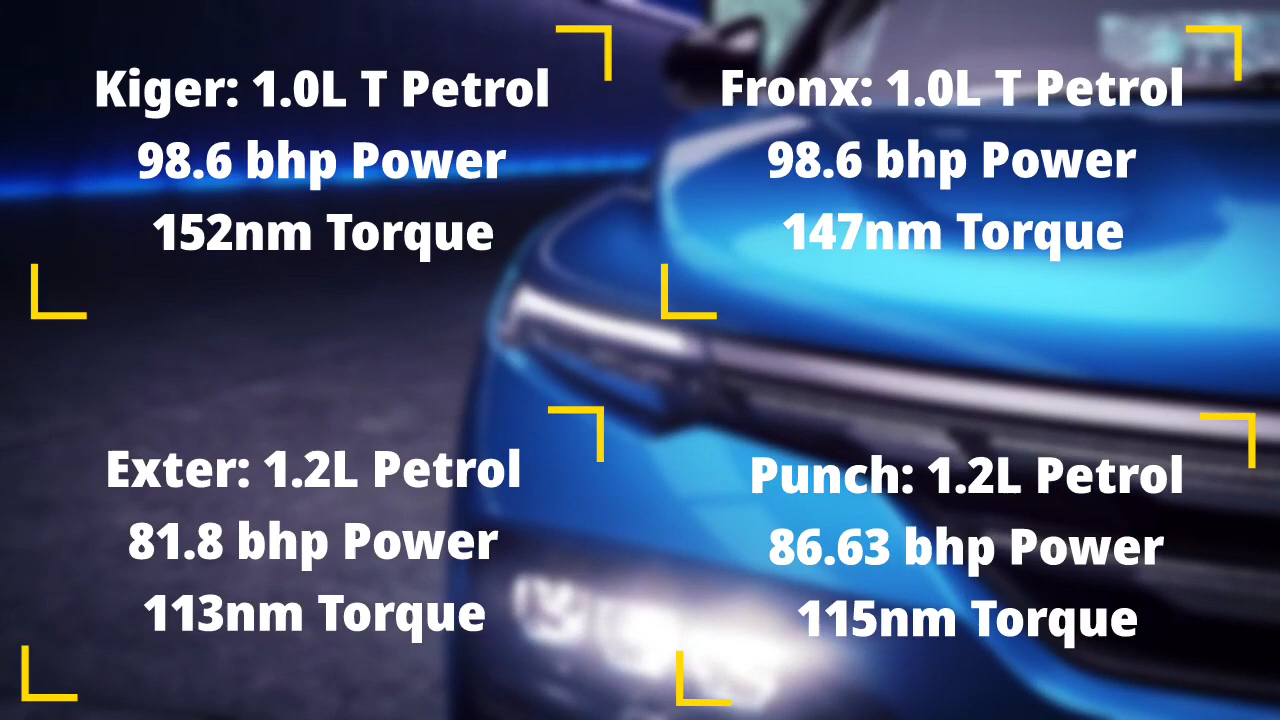 Kiger: 1.0L T Petrol
98.6 bhp Power
152nm Torque
Fronx: 1.0L T Petrol
98.6 bhp Power
147nm Torque
Exter: 1.2L Petrol
81.8 bhp Power
113nm Torque
Punch: 1.2L Petrol
86.63 bhp Power
115nm Torque